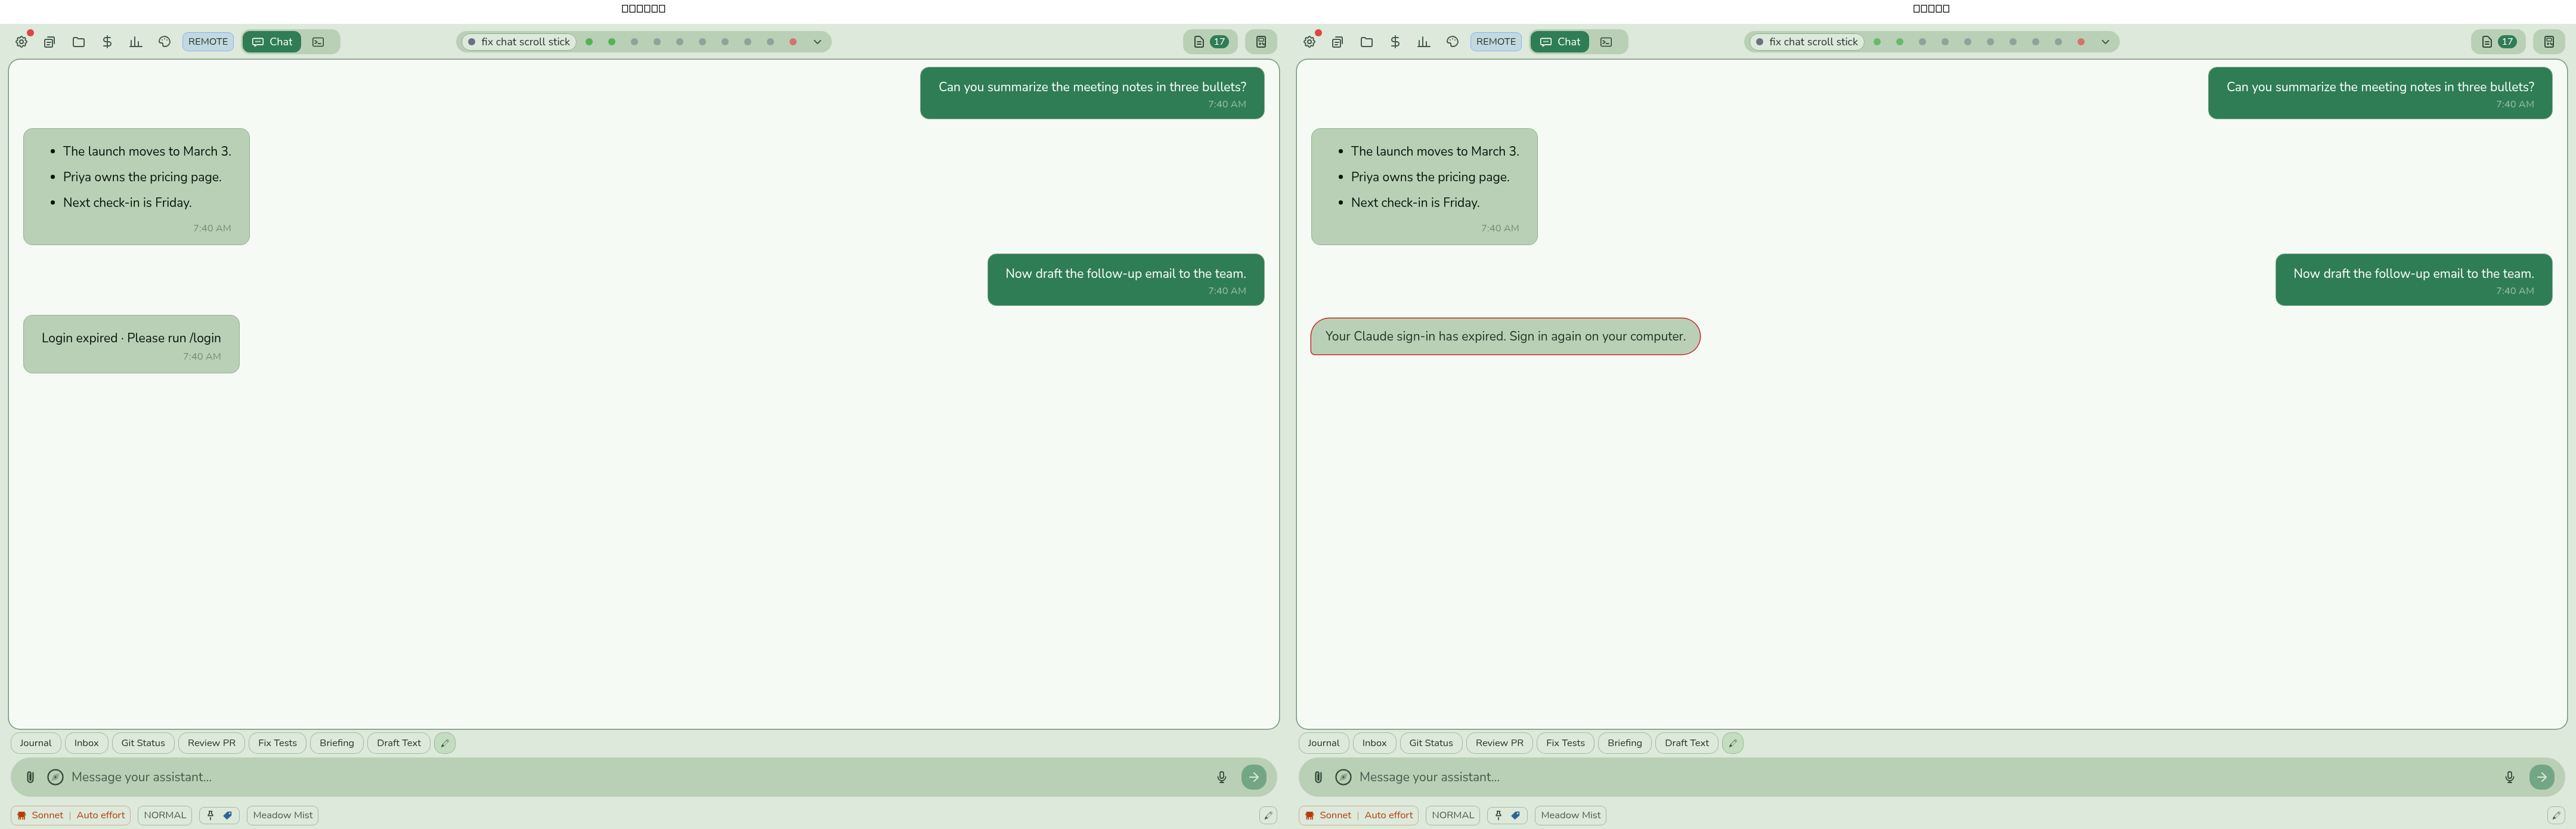 REMOTE
Chat
fix chat scroll stick
17
Can you summarize the meeting notes in three bullets?
7:40 AM
• The launch moves to March 3.
• Priya owns the pricing page.
• Next check-in is Friday.
7:40 AM
Now draft the follow-up email to the team.
7:40 AM
Login expired · Please run /login
7:40 AM
Journal
Inbox
Git Status
Review PR
Fix Tests
Briefing
Draft Text
Message your assistant...
Sonnet | Auto effort
NORMAL
Meadow Mist
REMOTE
Chat
fix chat scroll stick
17
Can you summarize the meeting notes in three bullets?
7:40 AM
• The launch moves to March 3.
• Priya owns the pricing page.
• Next check-in is Friday.
7:40 AM
Now draft the follow-up email to the team.
7:40 AM
Your Claude sign-in has expired. Sign in again on your computer.
Journal
Inbox
Git Status
Review PR
Fix Tests
Briefing
Draft Text
Message your assistant...
Sonnet | Auto effort
NORMAL
Meadow Mist